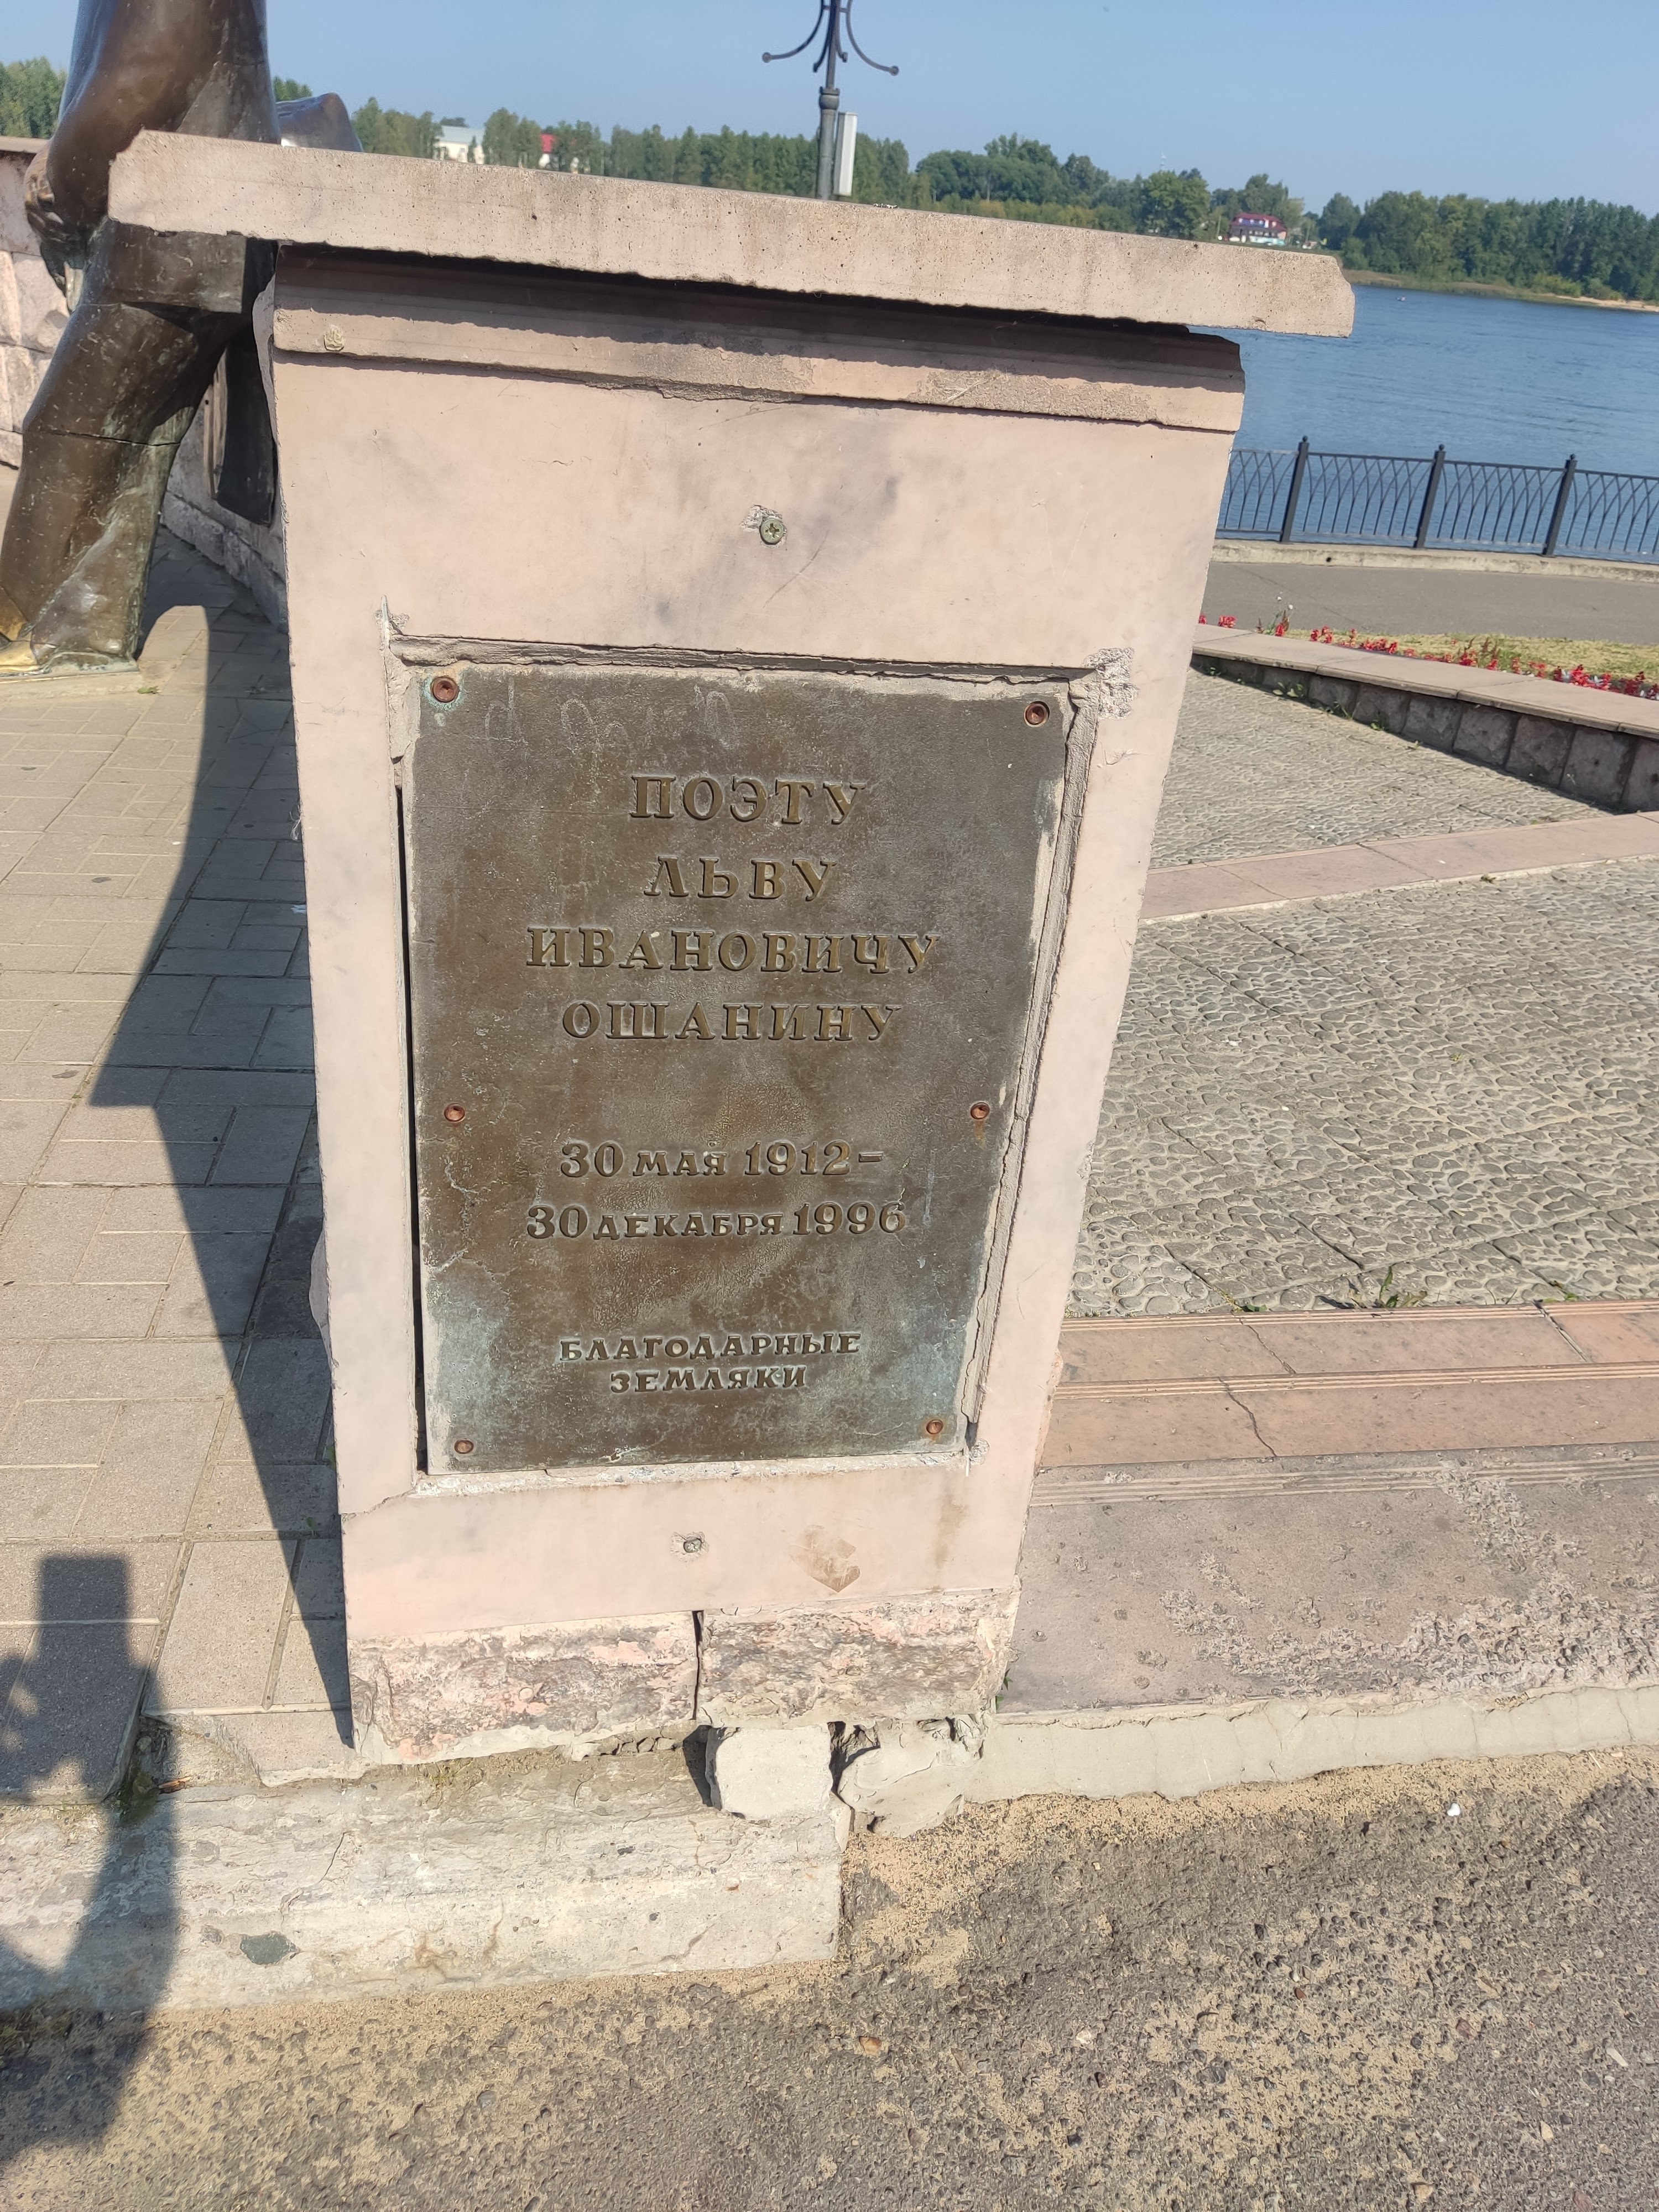 ПОЭТУ
ЛЬВУ
ИВАНОВИЧУ
ОШАНИНУ
30 МАЯ 1912-
30 ДЕКАБРЯ 1996
БЛАГОДАРНЫЕ
ЗЕМЛЯКИ